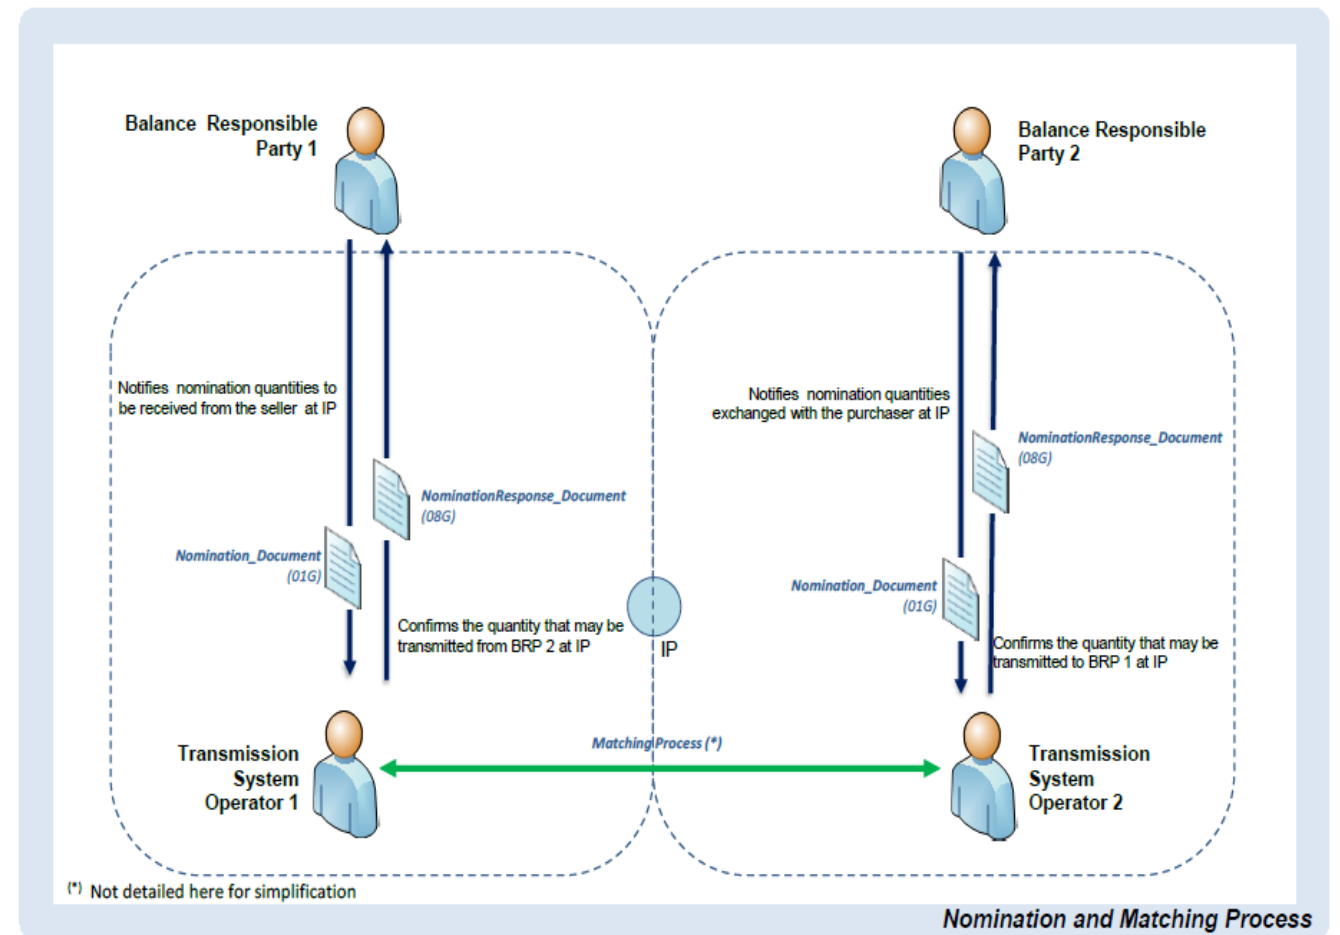 Balance Responsible
Party 1
Balance Responsible
Party 2
Notifies nomination quantities to
be received from the seller at IP
Notifies nomination quantities
exchanged with the purchaser at IP
NominationResponse_Document
(08G)
NominationResponse_Document
(08G)
Nomination_Document
(01G)
Nomination_Document
(01G)
Confirms the quantity that may be
transmitted from BRP 2 at IP
IP
Confirms the quantity that may be
transmitted to BRP 1 at IP
Matching Process (*)
Transmission
System
Operator 1
Transmission
System
Operator 2
(*) Not detailed here for simplification
Nomination and Matching Process